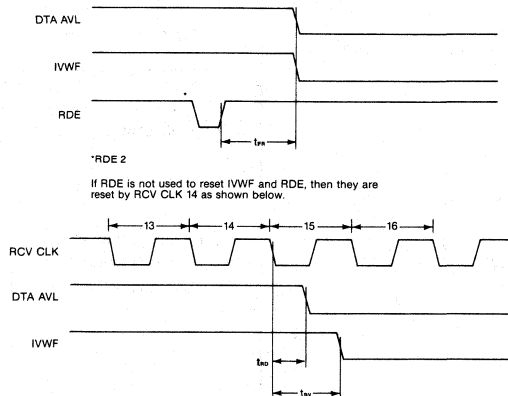 DTA AVL
IVWF
*
RDE
tPR
*RDE 2
If RDE is not used to reset IVWF and RDE, then they are
reset by RCV CLK 14 as shown below.
13 14 15 16
RCV CLK
DTA AVL
IVWF
tRD